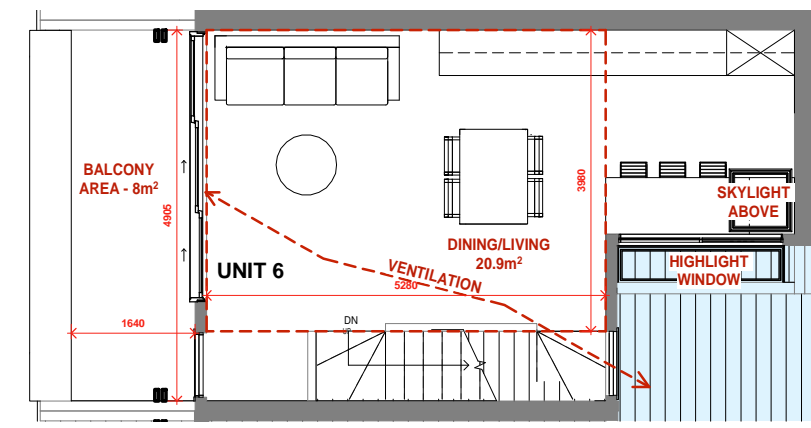 BALCONY
AREA - 8m²
4905
1640
UNIT 6
DINING/LIVING
20.9m²
3980
VENTILATION
5280
DN
UP
SKYLIGHT
ABOVE
HIGHLIGHT
WINDOW